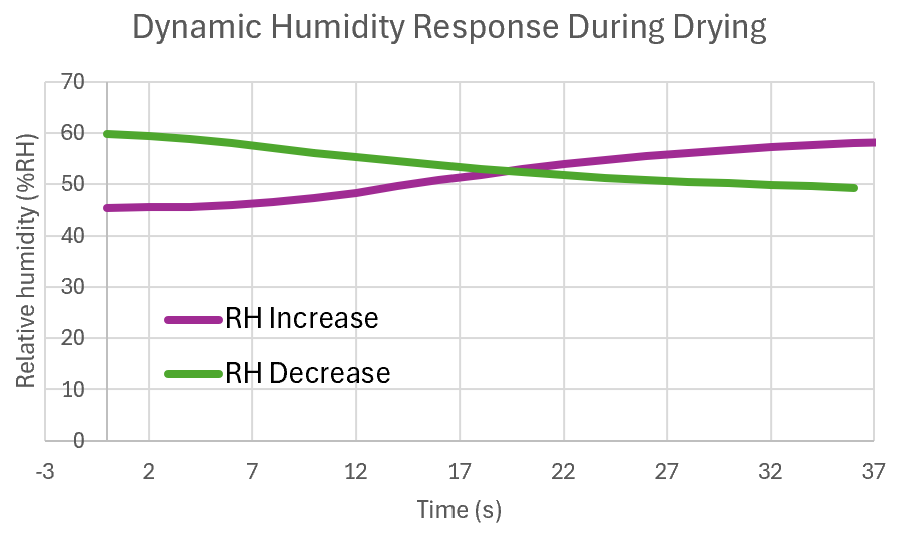 Dynamic Humidity Response During Drying
70
60
50
40
30
20
10
0
Relative humidity (%RH)
RH Increase
RH Decrease
-3 2 7 12 17 22 27 32 37
Time (s)